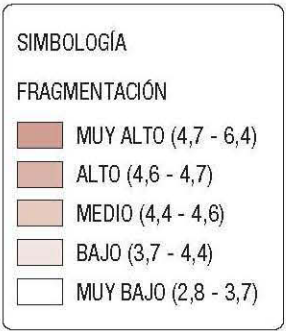 SIMBOLOGÍA
FRAGMENTACIÓN
MUY ALTO (4,7 - 6,4)
ALTO (4,6 - 4,7)
MEDIO (4,4 - 4,6)
BAJO (3,7 - 4,4)
MUY BAJO (2,8 - 3,7)